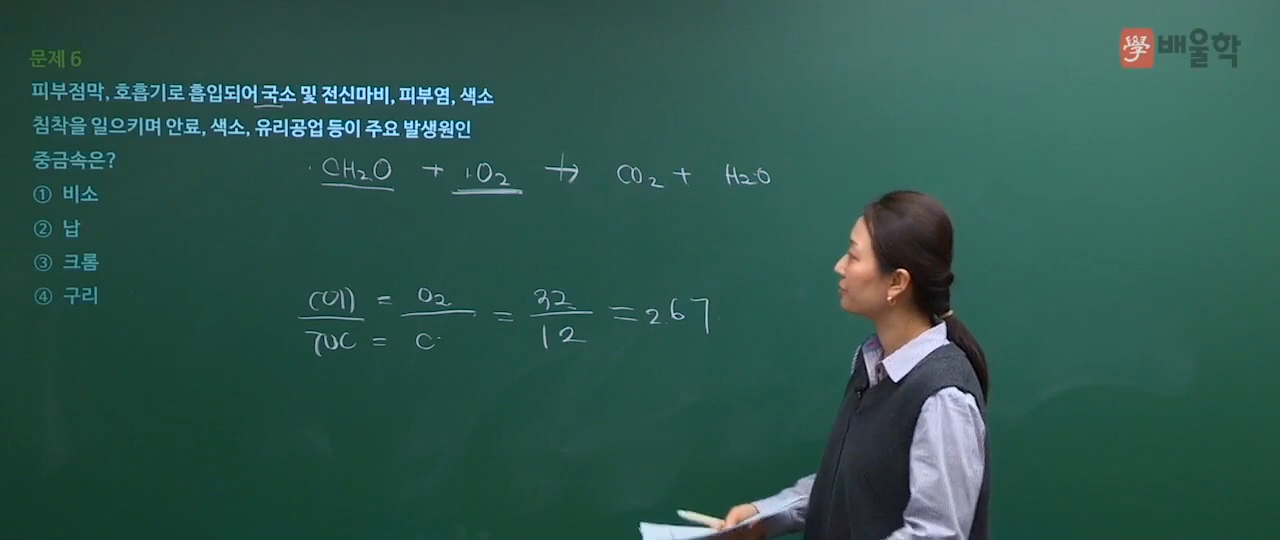 문제 6
學 배울학
피부점막, 호흡기로 흡입되어 국소 및 전신마비, 피부염, 색소
침착을 일으키며 안료, 색소, 유리공업 등이 주요 발생원인
중금속은?
① 비소
② 납
③ 크롬
④ 구리
CH₂O + O₂ → CO₂ + H₂O
COD = O₂ = 32 = 2.67
TOC = C 12